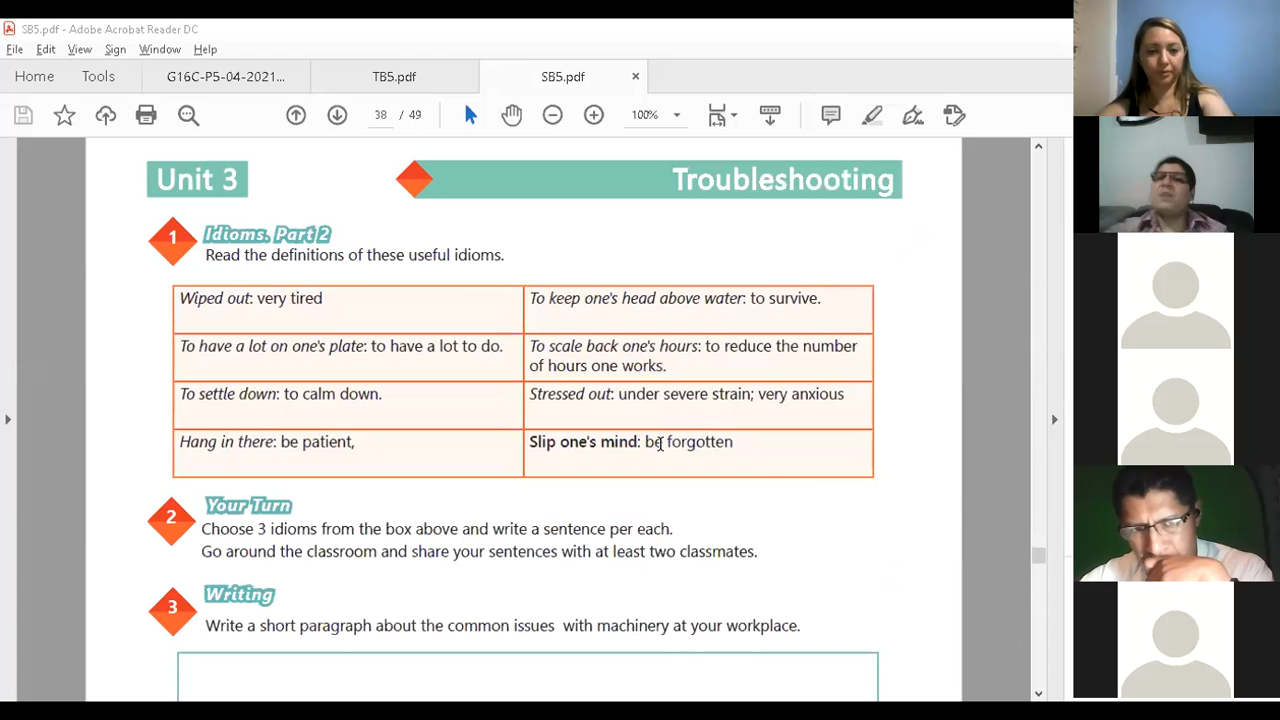 SB5.pdf - Adobe Acrobat Reader DC
File Edit View Sign Window Help
Home Tools G16C-P5-04-2021... TB5.pdf SB5.pdf ×
38 / 49 100%
Unit 3 Troubleshooting
1 Idioms. Part 2
Read the definitions of these useful idioms.
Wiped out: very tired
To keep one's head above water: to survive.
To have a lot on one's plate: to have a lot to do.
To scale back one's hours: to reduce the number
of hours one works.
To settle down: to calm down.
Stressed out: under severe strain; very anxious
Hang in there: be patient,
Slip one's mind: be forgotten
2 Your Turn
Choose 3 idioms from the box above and write a sentence per each.
Go around the classroom and share your sentences with at least two classmates.
3 Writing
Write a short paragraph about the common issues with machinery at your workplace.